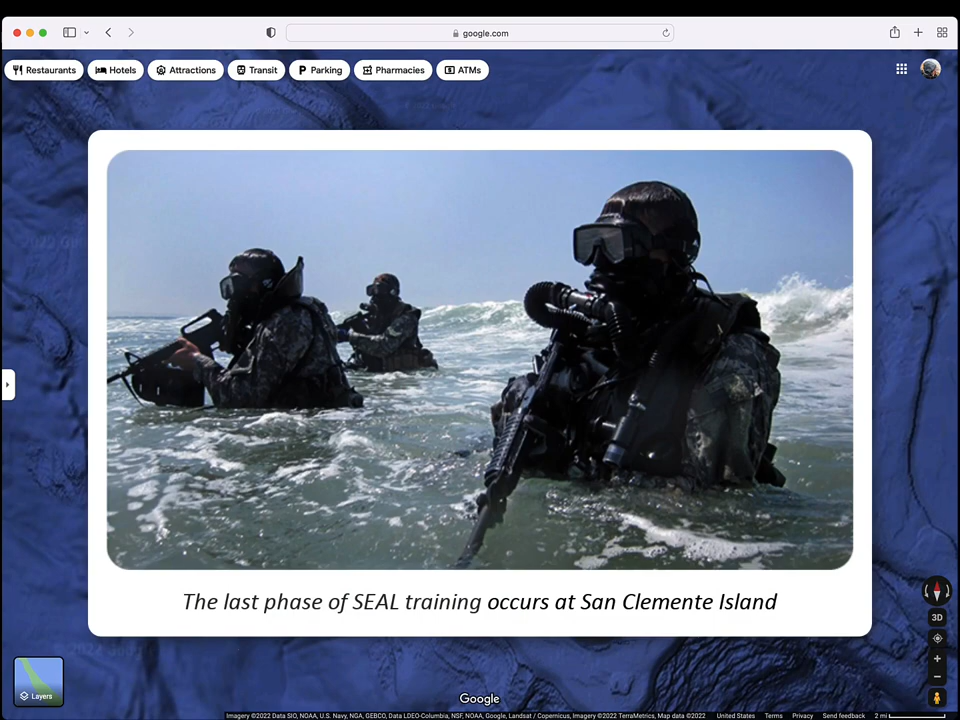 google.com
Restaurants
Hotels
Attractions
Transit
Parking
Pharmacies
ATMs
The last phase of SEAL training occurs at San Clemente Island
3D
Layers
Google
Imagery ©2022 Data SIO, NOAA, U.S. Navy, NGA, GEBCO, Data LDEO-Columbia, NSF, NOAA, Google, Landsat / Copernicus, Imagery ©2022 TerraMetrics, Map data ©2022 United States Terms Privacy Send feedback 2 mi